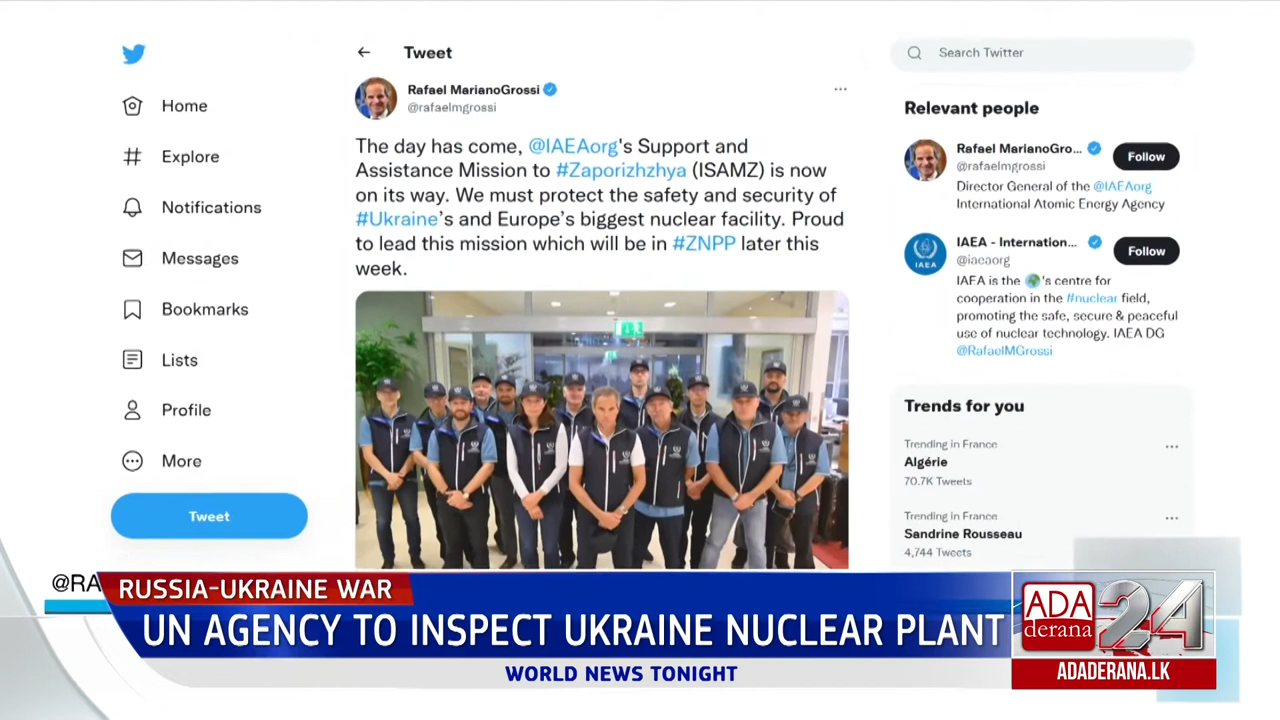 Home
Explore
Notifications
Messages
Bookmarks
Lists
Profile
More
Tweet
Tweet
Rafael MarianoGrossi
@rafaelmgrossi
The day has come, @IAEAorg's Support and
Assistance Mission to #Zaporizhzhya (ISAMZ) is now
on its way. We must protect the safety and security of
#Ukraine's and Europe's biggest nuclear facility. Proud
to lead this mission which will be in #ZNPP later this
week.
Search Twitter
Relevant people
Rafael MarianoGro...
Follow
@rafaelmgrossi
Director General of the @IAEAorg
International Atomic Energy Agency
IAEA - Internation...
Follow
@iaeaorg
IAEA
IAEA is the 🌍's centre for
cooperation in the #nuclear field,
promoting the safe, secure & peaceful
use of nuclear technology. IAEA DG
@RafaelMGrossi
Trends for you
Trending in France
Algérie
70.7K Tweets
Trending in France
Sandrine Rousseau
4,744 Tweets
@RA
RUSSIA-UKRAINE WAR
UN AGENCY TO INSPECT UKRAINE NUCLEAR PLANT
WORLD NEWS TONIGHT
ADA
derana
24
ADADERANA.LK